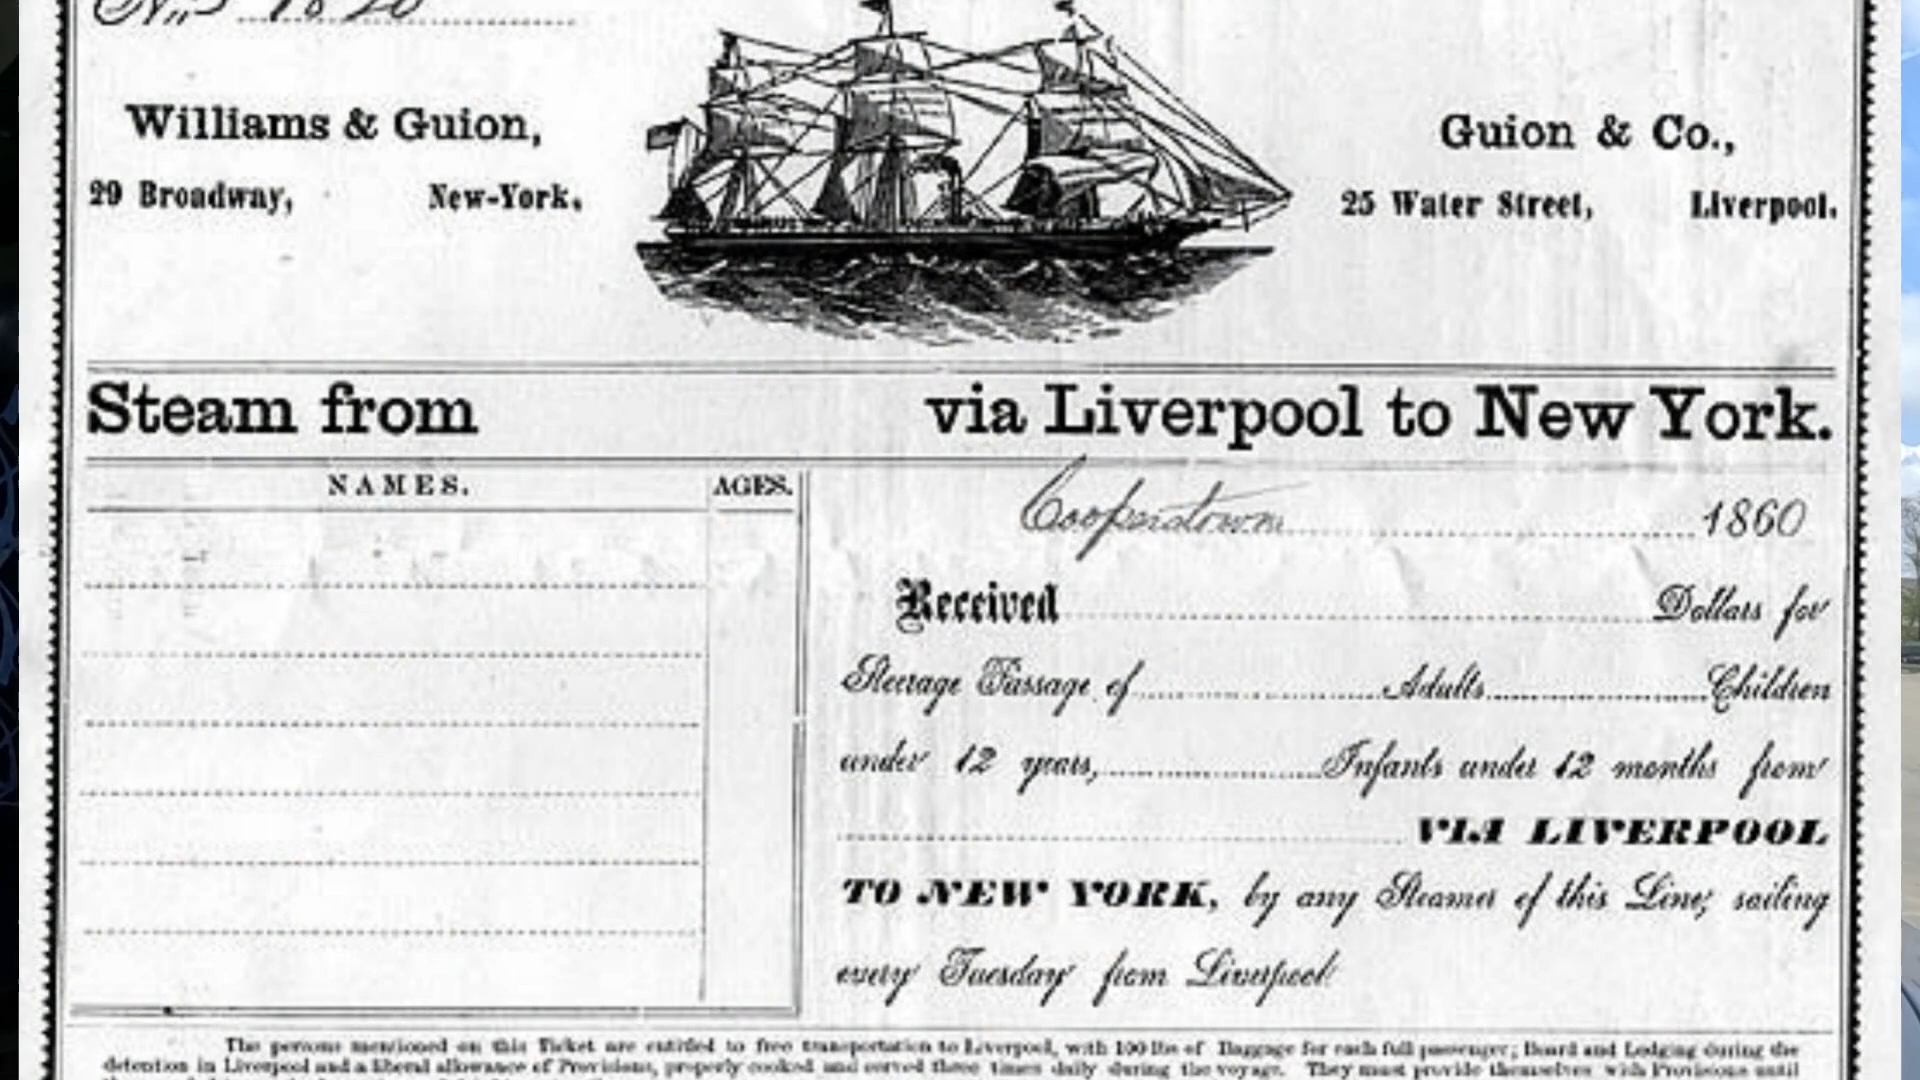 Williams & Guion,
29 Broadway, New-York.
Guion & Co.,
25 Water Street, Liverpool.
Steam from via Liverpool to New York.
NAMES. AGES.
Cooperstown 1860
Received Dollars for
Steerage Passage of Adults Children
under 12 years, Infants under 12 months from
VIA LIVERPOOL
TO NEW YORK, by any Steamer of this Line, sailing
every Tuesday from Liverpool
The persons mentioned on this Ticket are entitled to free transportation to Liverpool, with 100 lbs of Baggage for each full passenger; Board and Lodging during the
detention in Liverpool and a liberal allowance of Provisions, properly cooked and served three times daily during the voyage. They must provide themselves with Provisions until